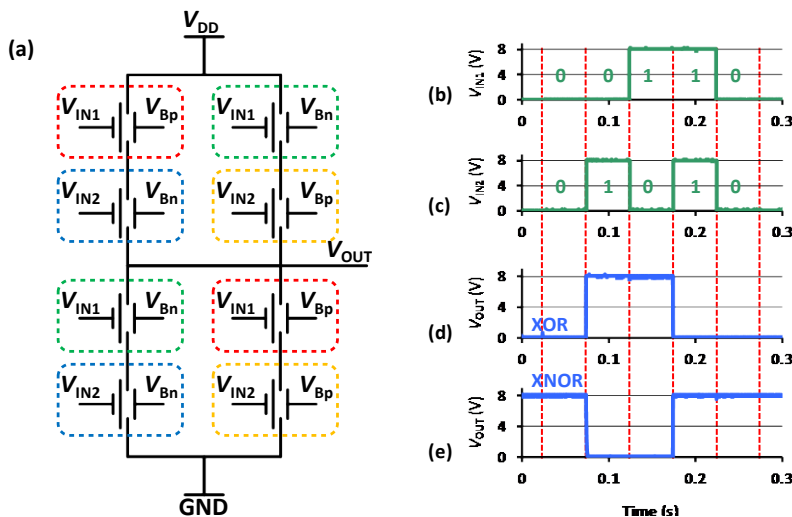 (a)
V_DD
V_IN1 V_Bp V_IN1 V_Bn
V_IN2 V_Bn V_IN2 V_Bp
V_OUT
V_IN1 V_Bn V_IN1 V_Bp
V_IN2 V_Bn V_IN2 V_Bp
GND
(b)
V_IN1 (V)
8
4
0
0 0 1 1 0
0 0.1 0.2 0.3
(c)
V_IN2 (V)
8
4
0
0 1 0 1 0
0 0.1 0.2 0.3
(d)
V_OUT (V)
8
4
0
XOR
0 0.1 0.2 0.3
(e)
V_OUT (V)
XNOR
8
4
0
0 0.1 0.2 0.3
Time (s)